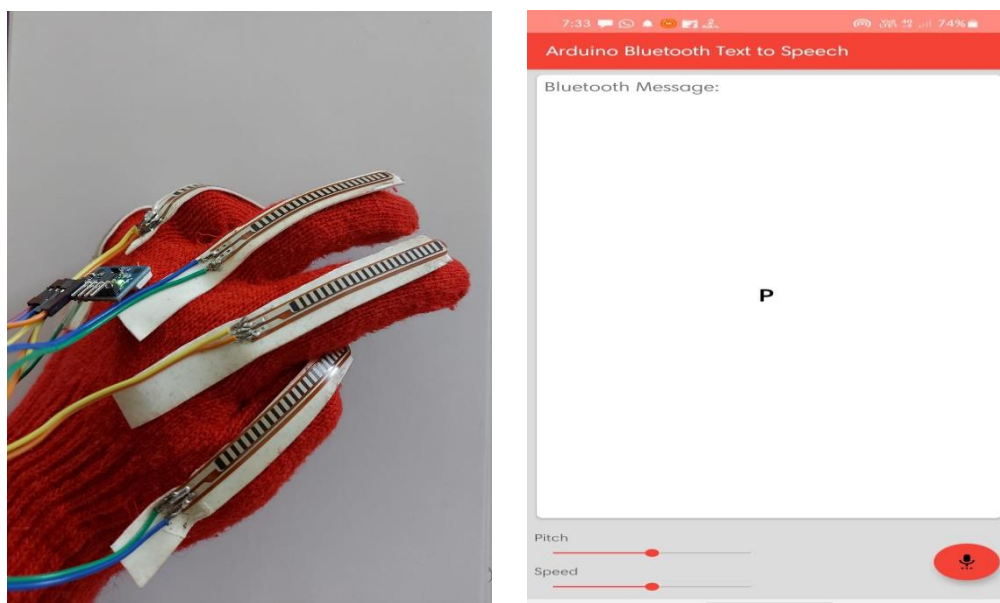 7:33
74%
Arduino Bluetooth Text to Speech
Bluetooth Message:
P
Pitch
Speed